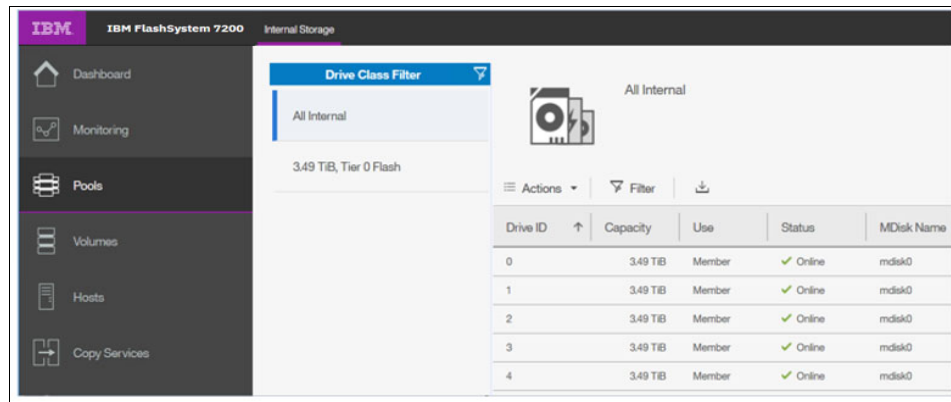 IBM. IBM FlashSystem 7200 Internal Storage
Dashboard
Monitoring
Pools
Volumes
Hosts
Copy Services
Drive Class Filter
All Internal
3.49 TiB, Tier 0 Flash
All Internal
Actions Filter
Drive ID Capacity Use Status MDisk Name
0 3.49 TiB Member Online mdisk0
1 3.49 TiB Member Online mdisk0
2 3.49 TiB Member Online mdisk0
3 3.49 TiB Member Online mdisk0
4 3.49 TiB Member Online mdisk0